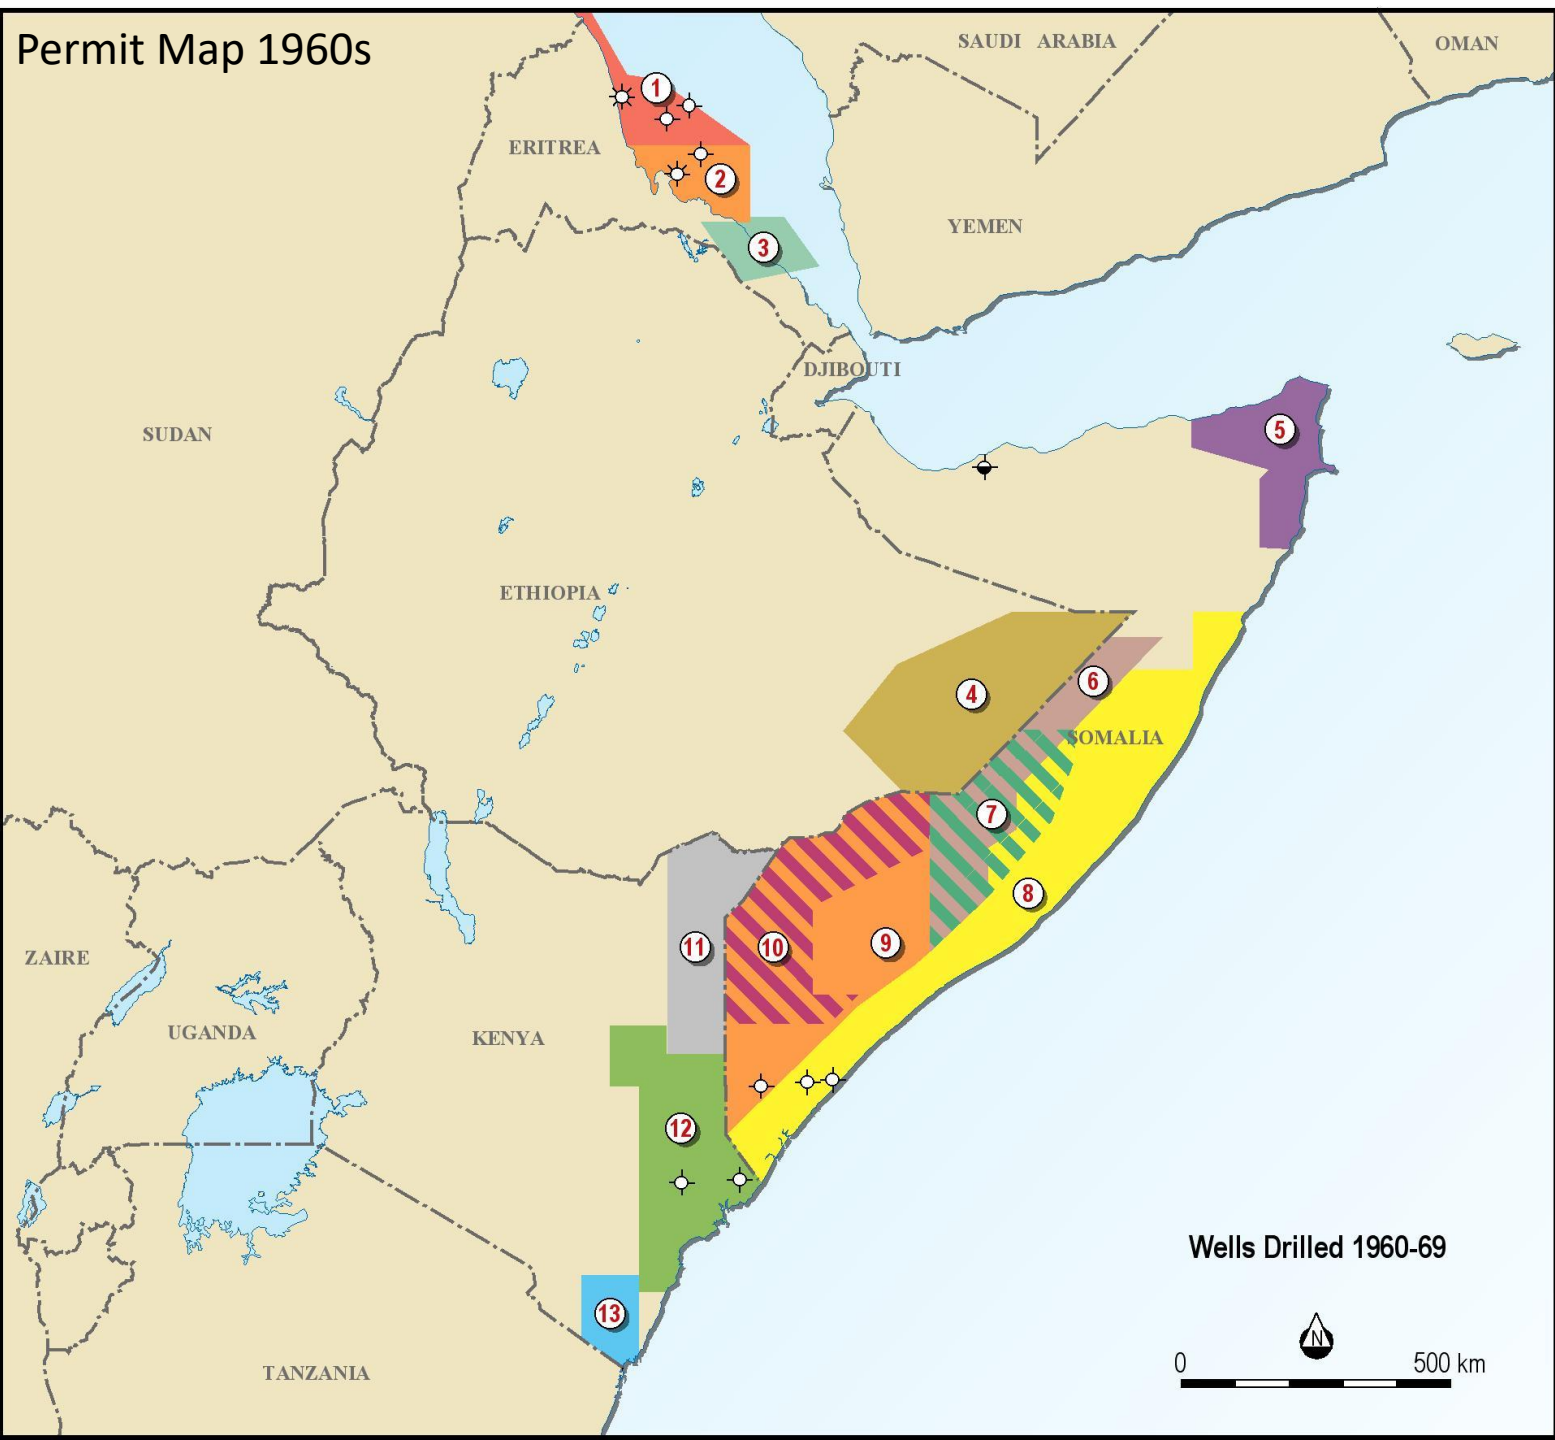 Permit Map 1960s
SAUDI ARABIA
OMAN
1
ERITREA
2
YEMEN
3
DJIBOUTI
SUDAN
5
ETHIOPIA
4
6
SOMALIA
7
8
9
10
11
ZAIRE
UGANDA
KENYA
12
Wells Drilled 1960-69
13
N
0
500 km
TANZANIA